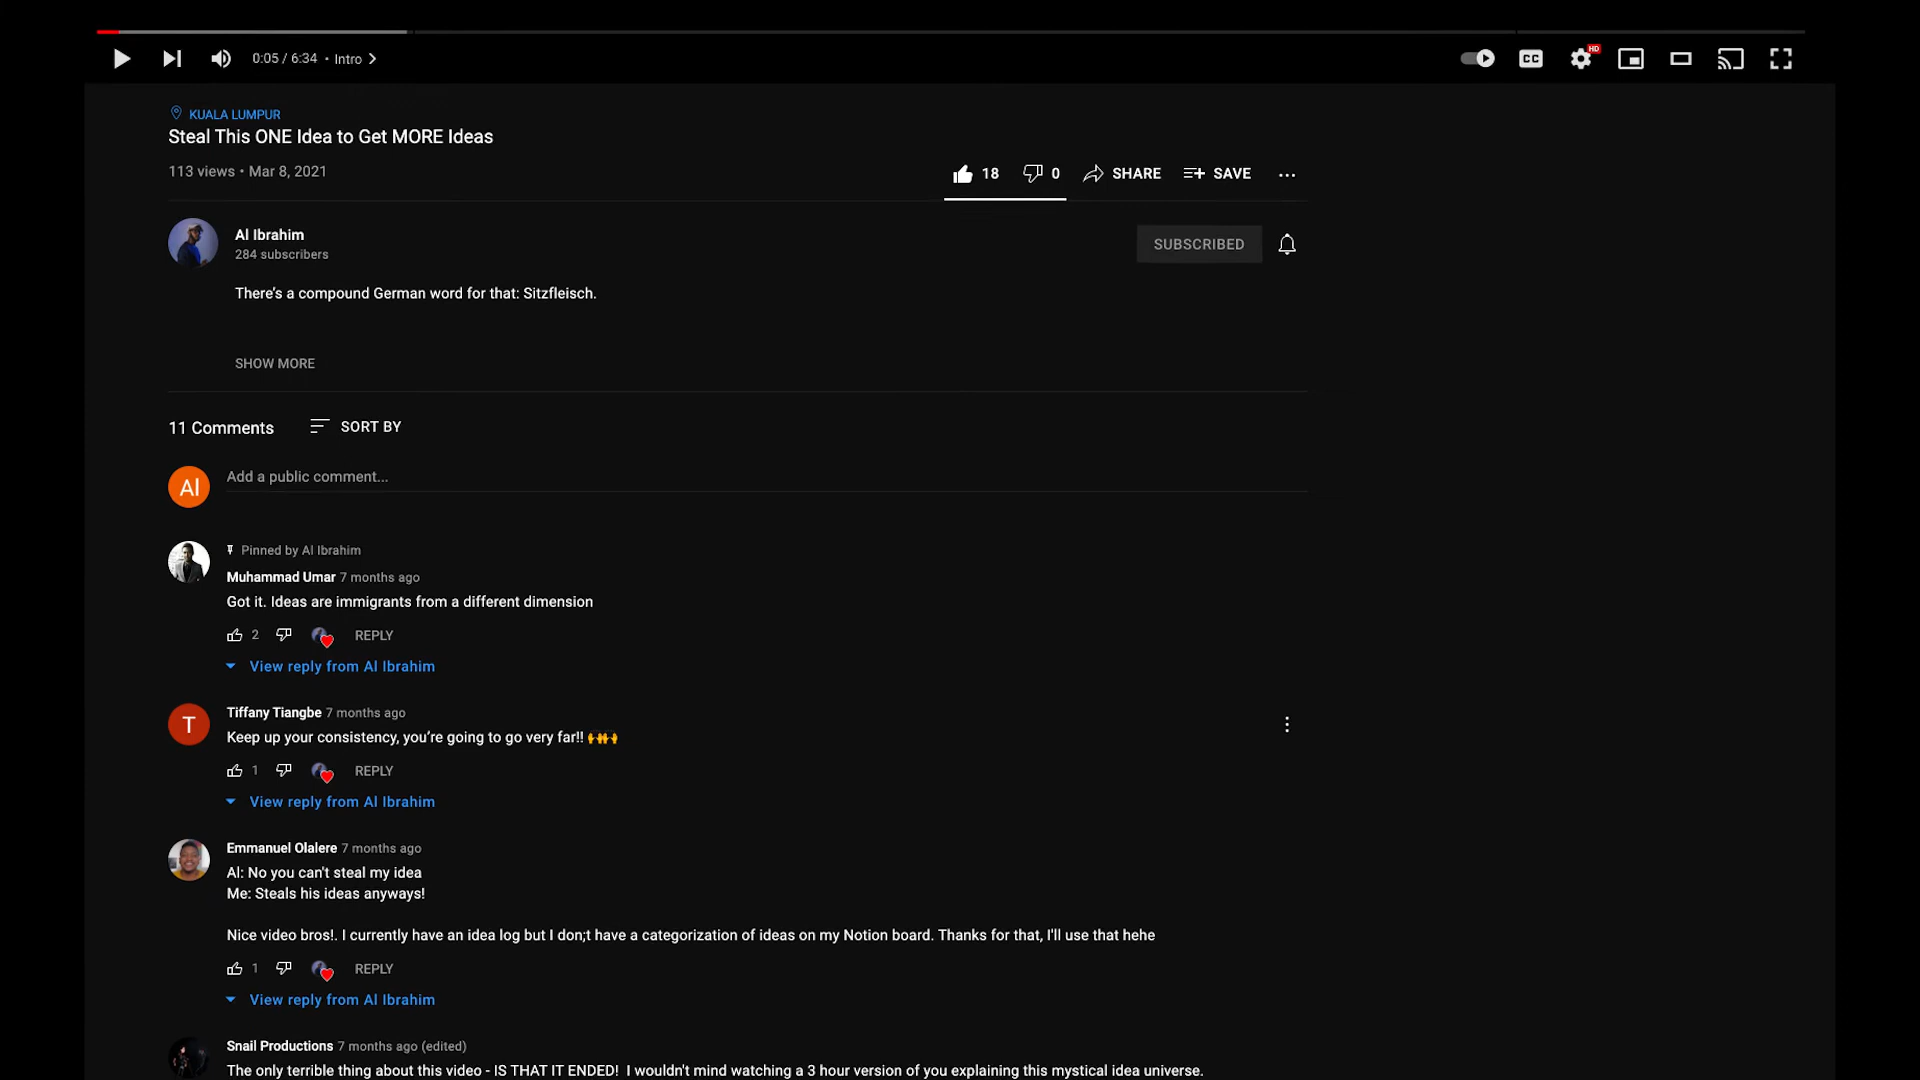 0:05 / 6:34 • Intro
CC
HD
KUALA LUMPUR
Steal This ONE Idea to Get MORE Ideas
113 views • Mar 8, 2021
18 0 SHARE SAVE
Al Ibrahim
284 subscribers
SUBSCRIBED
There’s a compound German word for that: Sitzfleisch.
SHOW MORE
11 Comments SORT BY
Al
Add a public comment...
Pinned by Al Ibrahim
Muhammad Umar 7 months ago
Got it. Ideas are immigrants from a different dimension
2 REPLY
View reply from Al Ibrahim
T
Tiffany Tiangbe 7 months ago
Keep up your consistency, you’re going to go very far!! 🙌🙌
1 REPLY
View reply from Al Ibrahim
Emmanuel Olalere 7 months ago
Al: No you can't steal my idea
Me: Steals his ideas anyways!
Nice video bros!. I currently have an idea log but I don;t have a categorization of ideas on my Notion board. Thanks for that, I'll use that hehe
1 REPLY
View reply from Al Ibrahim
Snail Productions 7 months ago (edited)
The only terrible thing about this video - IS THAT IT ENDED! I wouldn't mind watching a 3 hour version of you explaining this mystical idea universe.